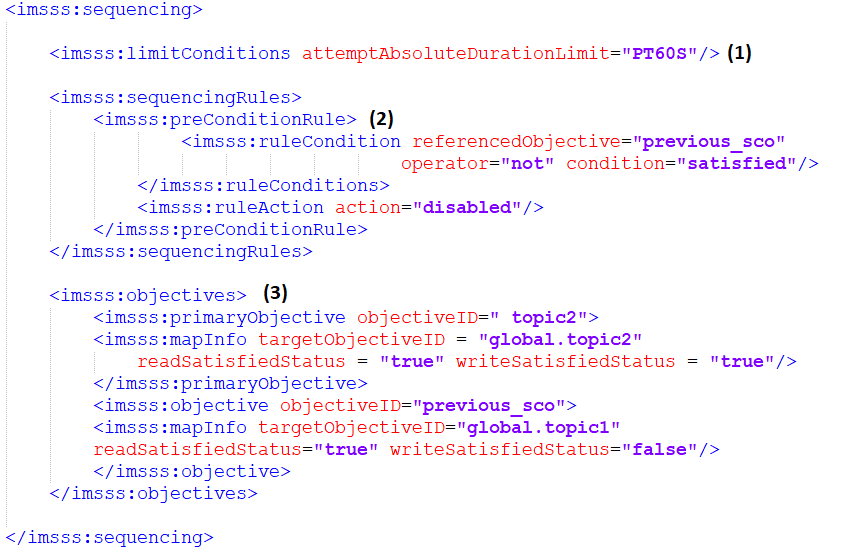 <imsss:sequencing>
<imsss:limitConditions attemptAbsoluteDurationLimit="PT60S"/> (1)
<imsss:sequencingRules>
<imsss:preConditionRule> (2)
<imsss:ruleCondition referencedObjective="previous_sco"
operator="not" condition="satisfied"/>
</imsss:ruleConditions>
<imsss:ruleAction action="disabled"/>
</imsss:preConditionRule>
</imsss:sequencingRules>
<imsss:objectives> (3)
<imsss:primaryObjective objectiveID=" topic2">
<imsss:mapInfo targetObjectiveID = "global.topic2"
readSatisfiedStatus = "true" writeSatisfiedStatus = "true"/>
</imsss:primaryObjective>
<imsss:objective objectiveID="previous_sco">
<imsss:mapInfo targetObjectiveID="global.topic1"
readSatisfiedStatus="true" writeSatisfiedStatus="false"/>
</imsss:objective>
</imsss:objectives>
</imsss:sequencing>